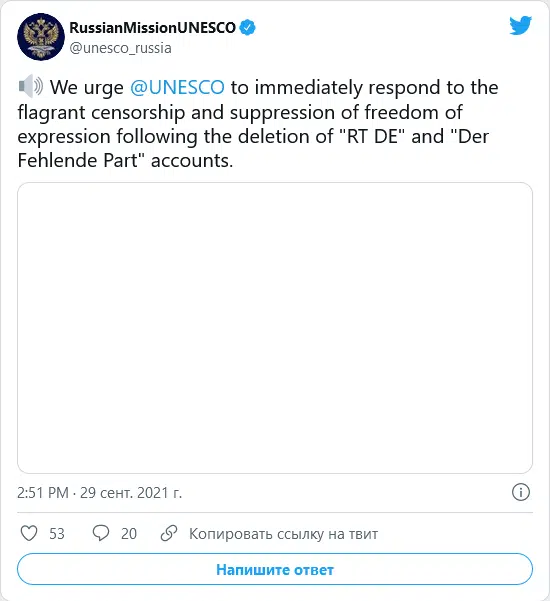 RussianMissionUNESCO
@unesco_russia
We urge @UNESCO to immediately respond to the
flagrant censorship and suppression of freedom of
expression following the deletion of "RT DE" and "Der
Fehlende Part" accounts.
2:51 PM · 29 сент. 2021 г.
53 20 Копировать ссылку на твит
Напишите ответ